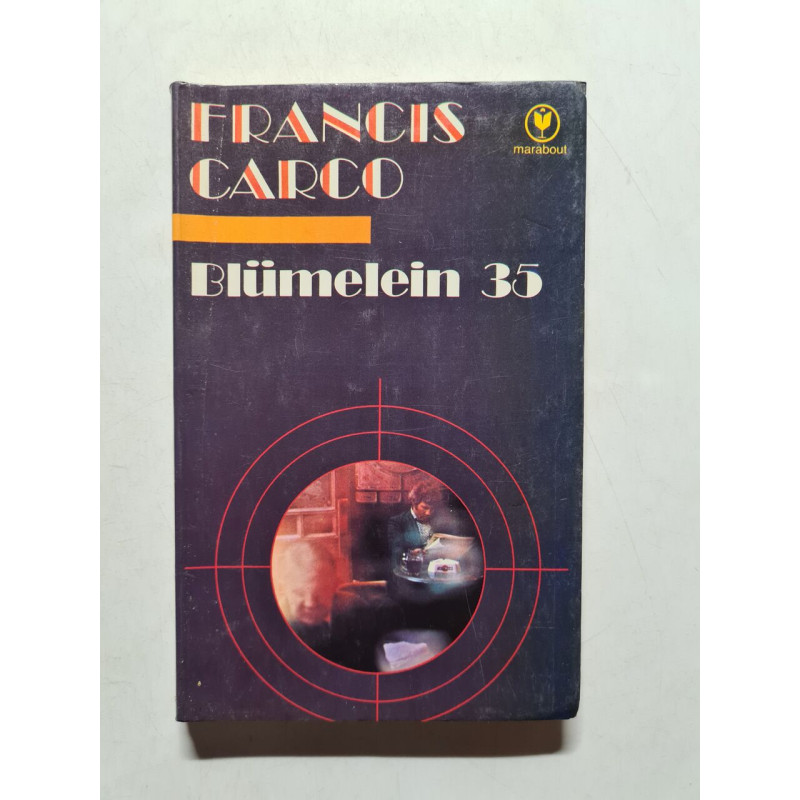 FRANCIS
CARCO
marabout
Blümelein 35